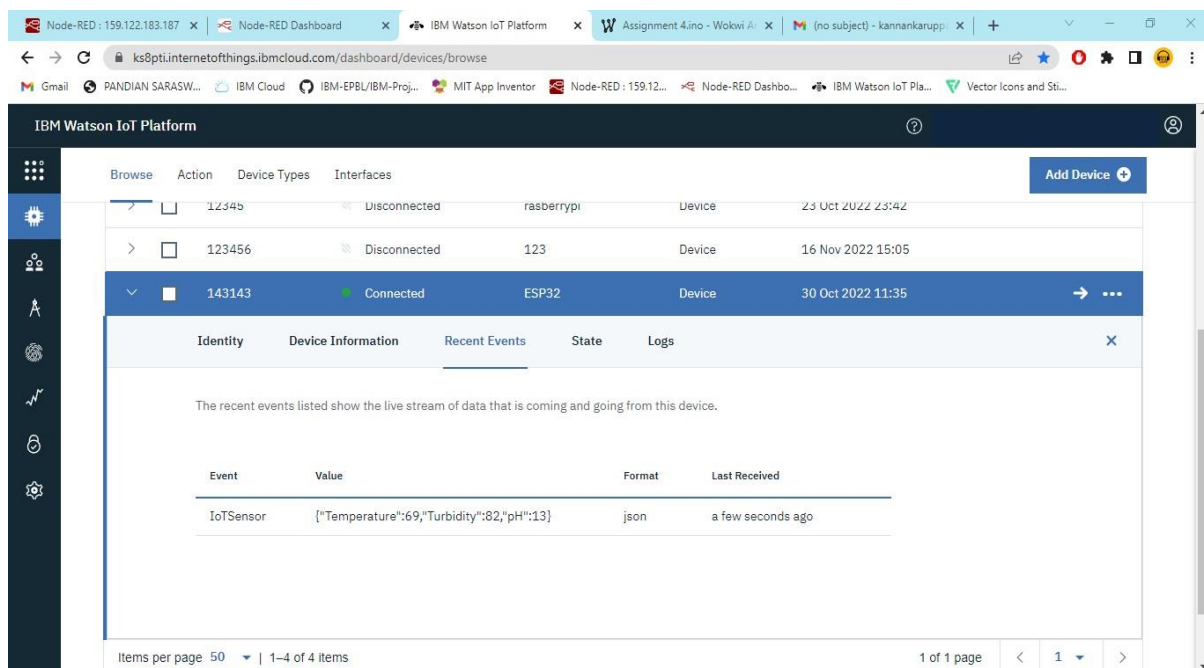 Node-RED : 159.122.183.187 Node-RED Dashboard IBM Watson IoT Platform Assignment 4.ino - Wokwi A (no subject) - kannankarupp
ks8pti.internetofthings.ibmcloud.com/dashboard/devices/browse
Gmail PANDIAN SARASW... IBM Cloud IBM-EPBL/IBM-Proj... MIT App Inventor Node-RED : 159.12... Node-RED Dashbo... IBM Watson IoT Pla... Vector Icons and Sti...
IBM Watson IoT Platform
Browse Action Device Types Interfaces Add Device
12345 Disconnected rasberrypi Device 23 Oct 2022 23:42
123456 Disconnected 123 Device 16 Nov 2022 15:05
143143 Connected ESP32 Device 30 Oct 2022 11:35
Identity Device Information Recent Events State Logs
The recent events listed show the live stream of data that is coming and going from this device.
Event Value Format Last Received
IoTSensor {"Temperature":69,"Turbidity":82,"pH":13} json a few seconds ago
Items per page 50 | 1–4 of 4 items 1 of 1 page 1